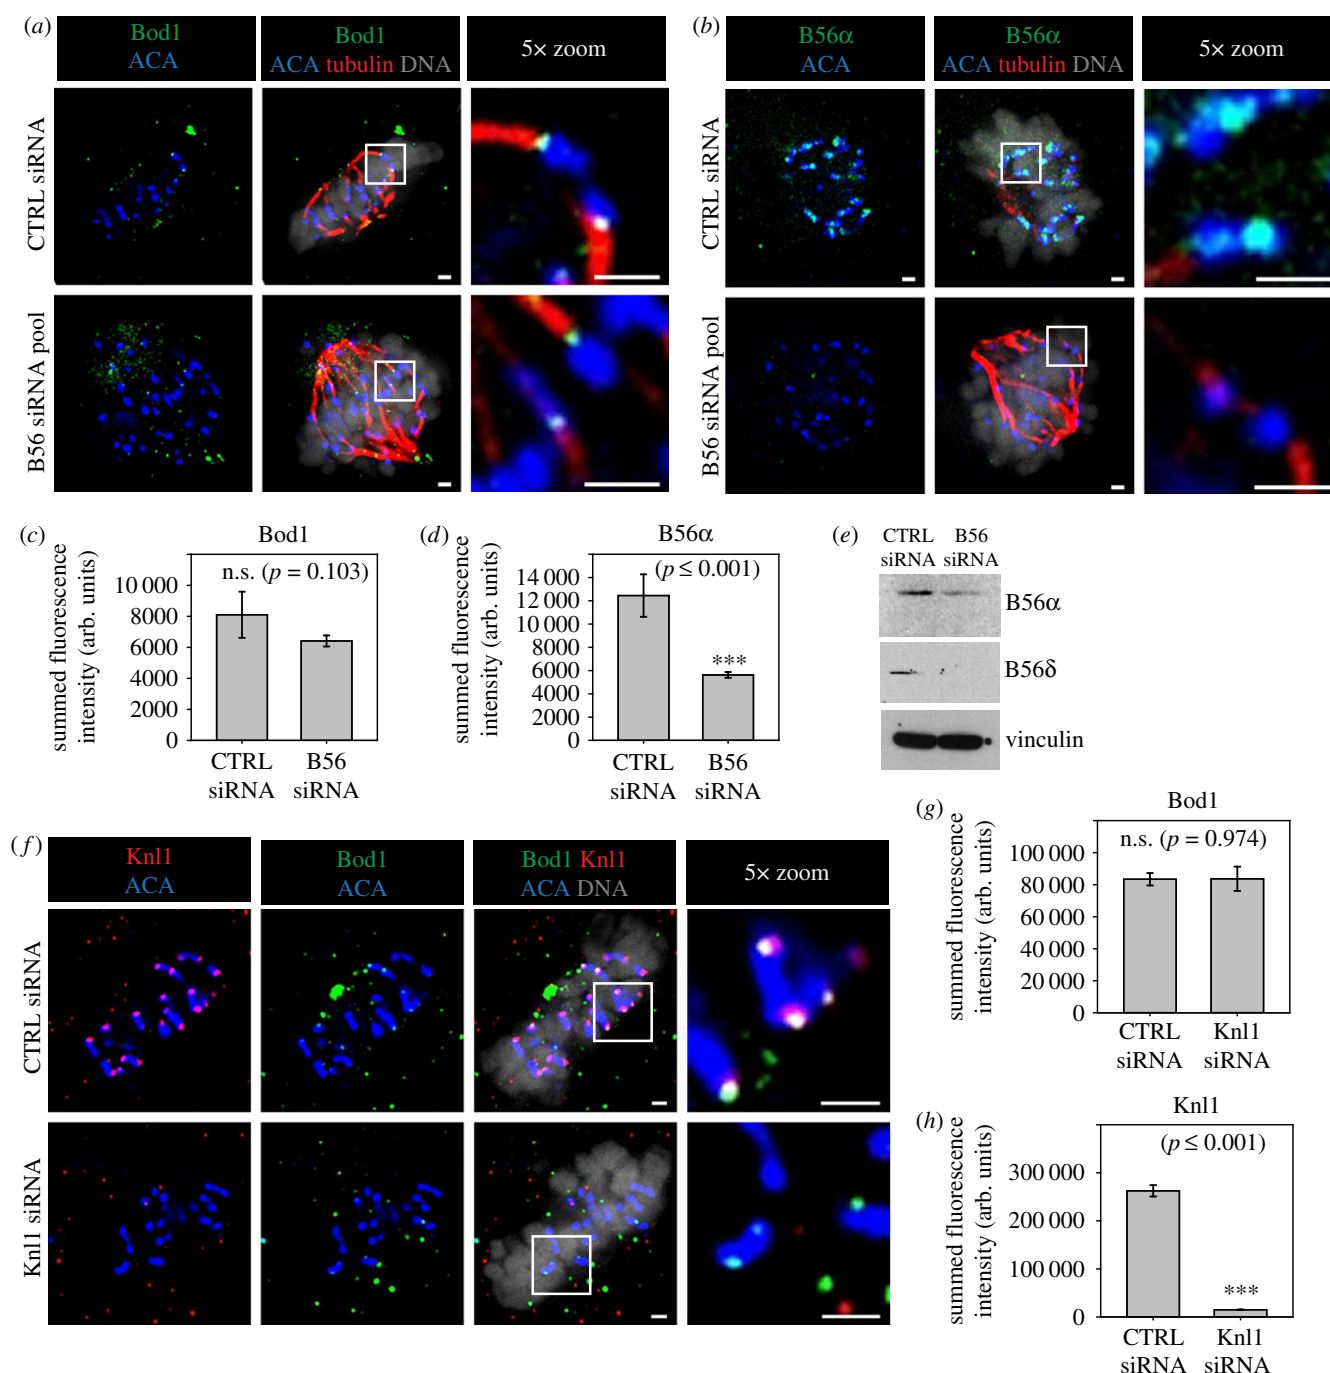 (a)
Bod1
ACA
Bod1
ACA tubulin DNA
5× zoom
CTRL siRNA
B56 siRNA pool
(b)
B56α
ACA
B56α
ACA tubulin DNA
5× zoom
CTRL siRNA
B56 siRNA pool
(c)
Bod1
n.s. (p = 0.103)
summed fluorescence
intensity (arb. units)
10 000
8000
6000
4000
2000
0
CTRL
siRNA
B56
siRNA
(d)
B56α
(p ≤ 0.001)
summed fluorescence
intensity (arb. units)
14 000
12 000
10 000
8000
6000
4000
2000
0
***
CTRL
siRNA
B56
siRNA
(e)
CTRL
siRNA
B56
siRNA
B56α
B56δ
vinculin
(f)
Knl1
ACA
Bod1
ACA
Bod1 Knl1
ACA DNA
5× zoom
CTRL siRNA
Knl1 siRNA
(g)
Bod1
n.s. (p = 0.974)
summed fluorescence
intensity (arb. units)
100 000
80 000
60 000
40 000
20 000
0
CTRL
siRNA
Knl1
siRNA
(h)
Knl1
(p ≤ 0.001)
summed fluorescence
intensity (arb. units)
300 000
200 000
100 000
0
***
CTRL
siRNA
Knl1
siRNA